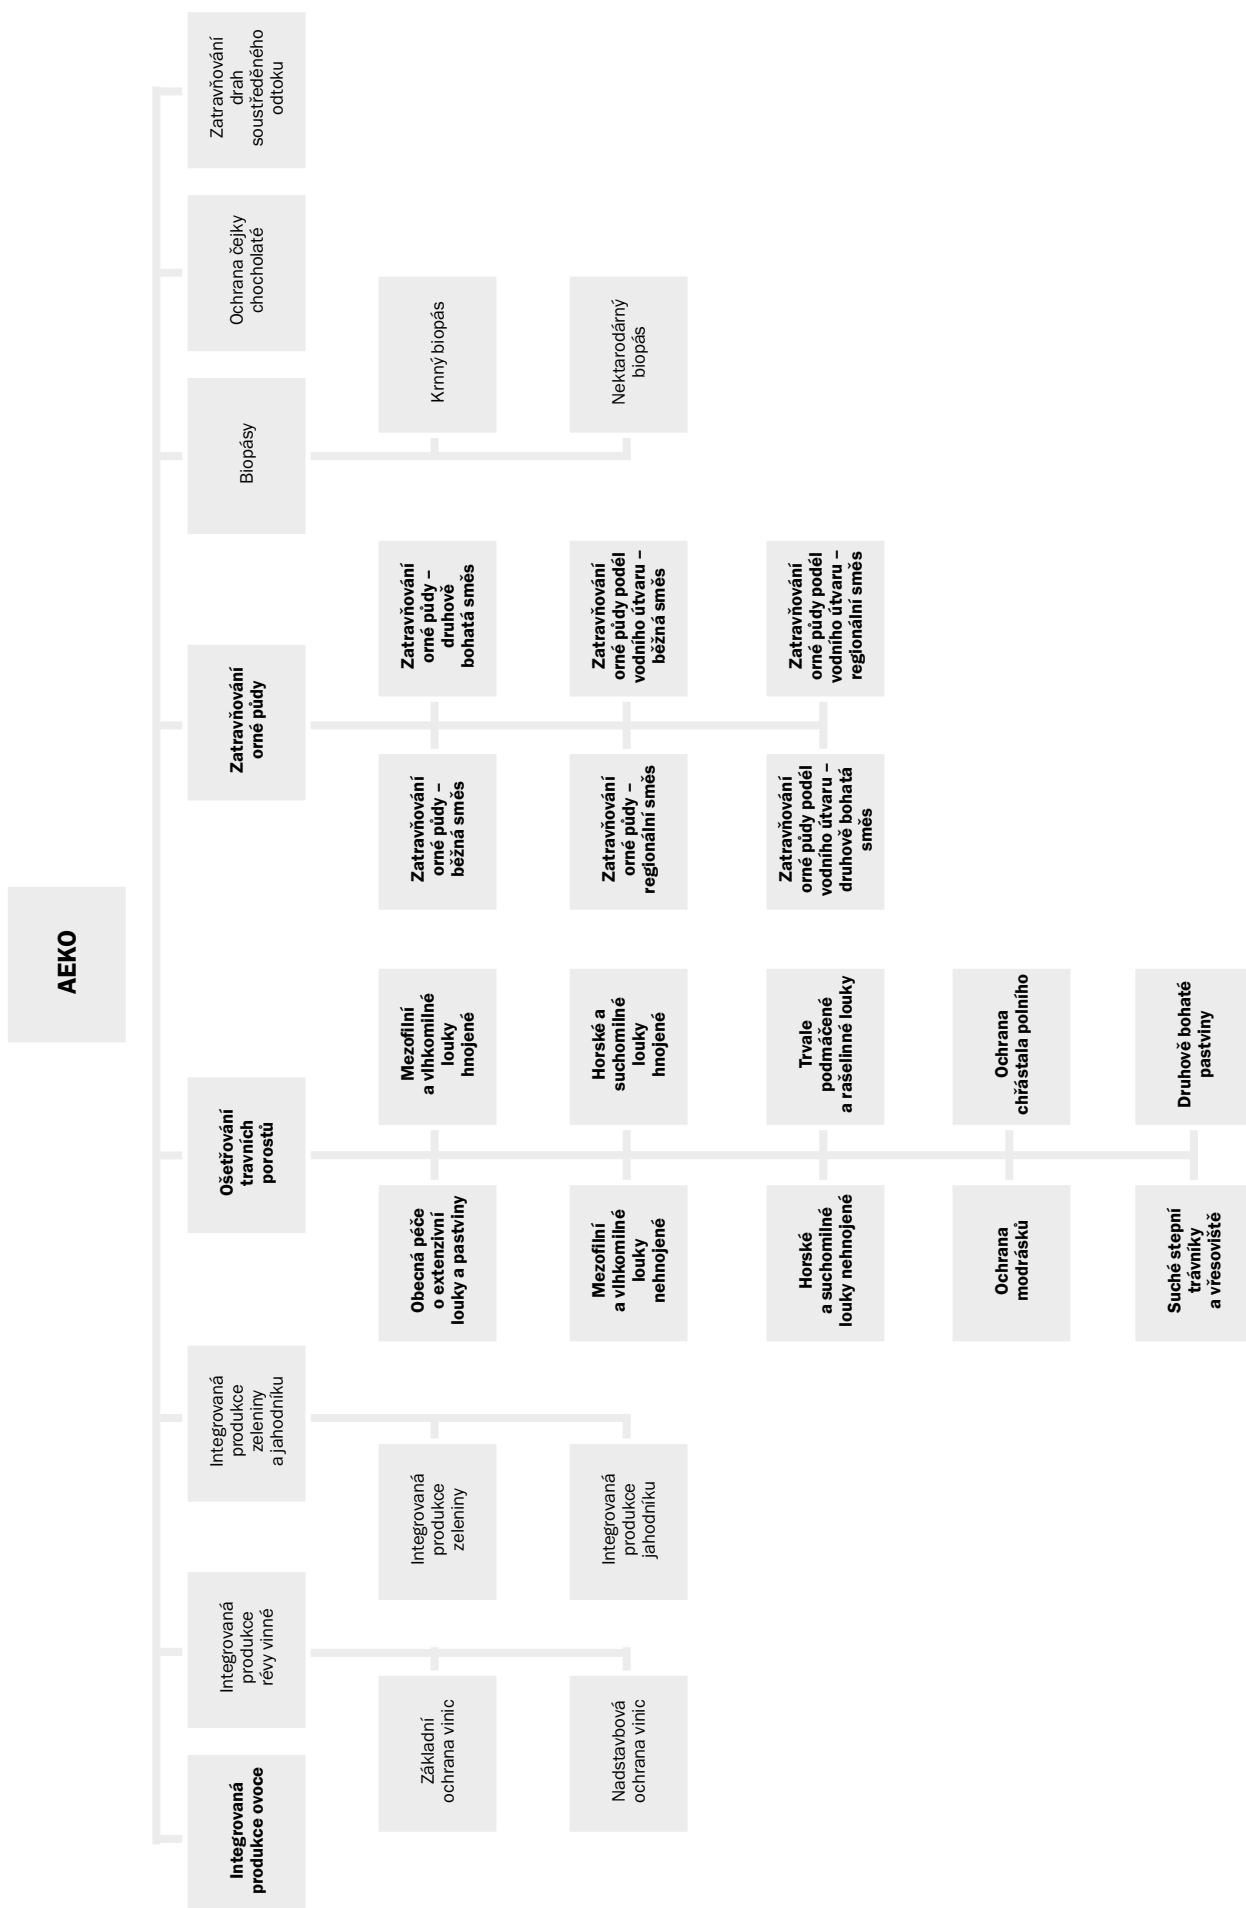 AEKO
Integrovaná
produkce ovoce
Integrovaná
produkce
révy vinné
Integrovaná
produkce
zeleniny
a jahodníku
Ošetřování
travních
porostů
Zatravňování
orné půdy
Biopásy
Ochrana čejky
chocholaté
Zatravňování
drah
soustředěného
odtoku
Základní
ochrana vinic
Nadstavbová
ochrana vinic
Integrovaná
produkce
zeleniny
Integrovaná
produkce
jahodníku
Obecná péče
o extenzivní
louky a pastviny
Mezofilní
a vlhkomilné
louky
hnojené
Mezofilní
a vlhkomilné
louky
nehnojené
Horské a
suchomilné
louky
hnojené
Horské
a suchomilné
louky nehnojené
Trvale
podmáčené
a rašelinné louky
Ochrana
modrásků
Ochrana
chřástala polního
Suché stepní
trávníky
a vřesoviště
Druhově bohaté
pastviny
Zatravňování
orné půdy –
běžná směs
Zatravňování
orné půdy –
druhově
bohatá směs
Zatravňování
orné půdy –
regionální směs
Zatravňování
orné půdy podél
vodního útvaru –
běžná směs
Zatravňování
orné půdy podél
vodního útvaru –
druhově bohatá
směs
Zatravňování
orné půdy podél
vodního útvaru –
regionální směs
Krnný biopás
Nektarodárný
biopás